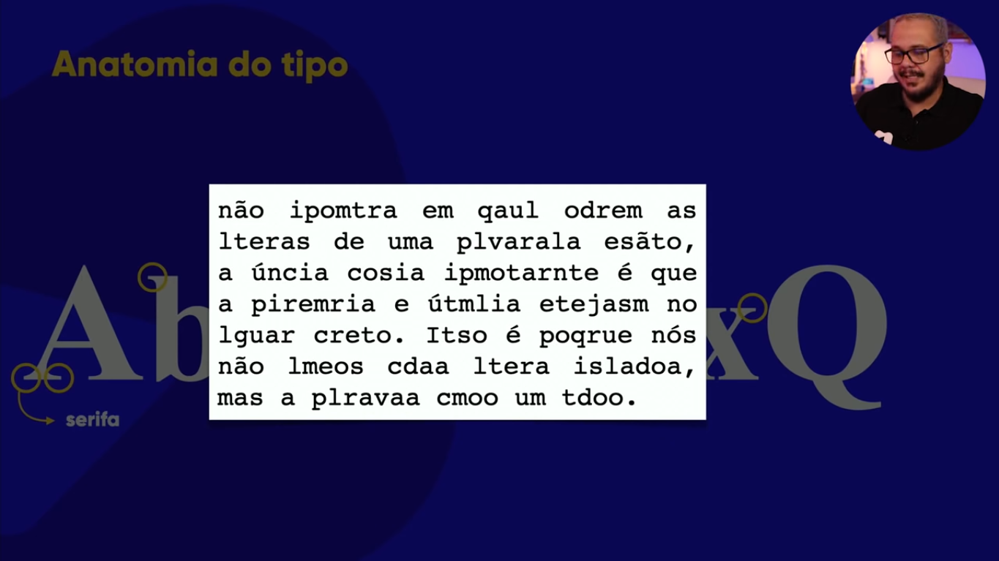 Anatomia do tipo
não ipomtra em qaul odrem as
lteras de uma plvarala esãto,
a úncia cosia ipmotarnte é que
a piremria e útmlia etejasm no
lguar creto. Itso é poqrue nós
não lmeos cdaa ltera isladoa,
mas a plravaa cmoo um tdoo.
Ab
xQ
serifa